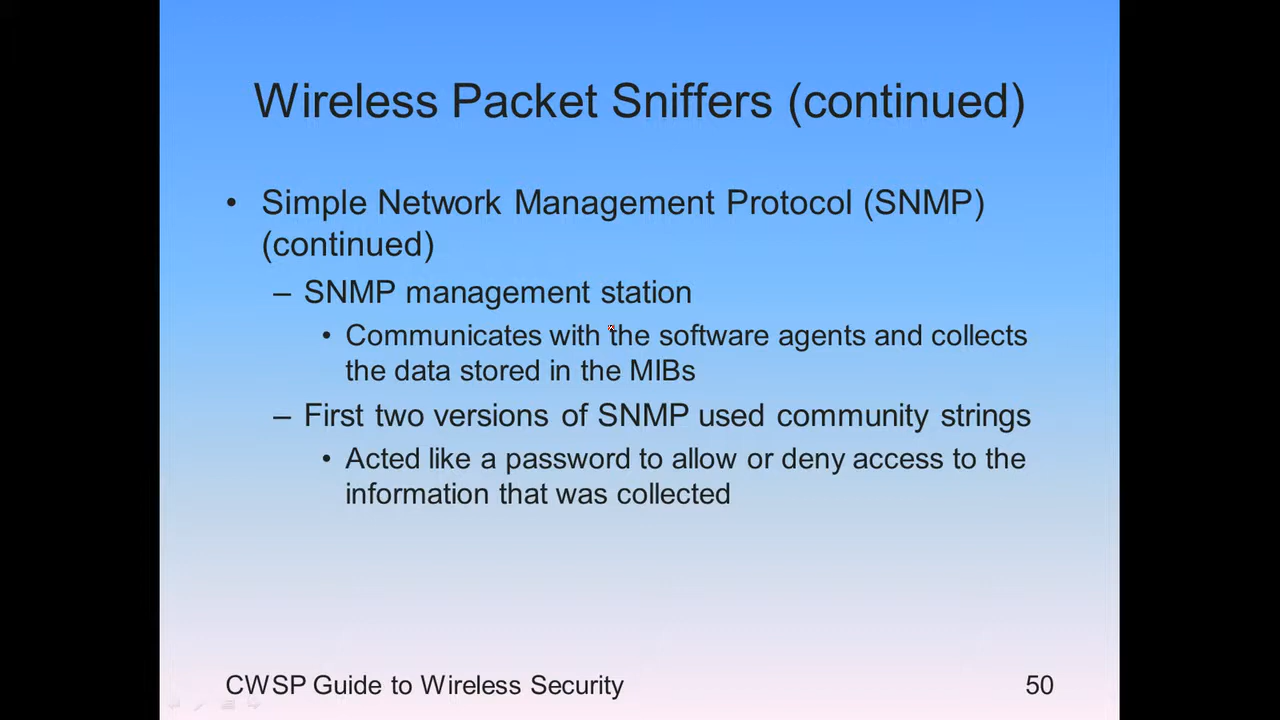 Wireless Packet Sniffers (continued)
• Simple Network Management Protocol (SNMP)
(continued)
– SNMP management station
• Communicates with the software agents and collects
the data stored in the MIBs
– First two versions of SNMP used community strings
• Acted like a password to allow or deny access to the
information that was collected
CWSP Guide to Wireless Security
50